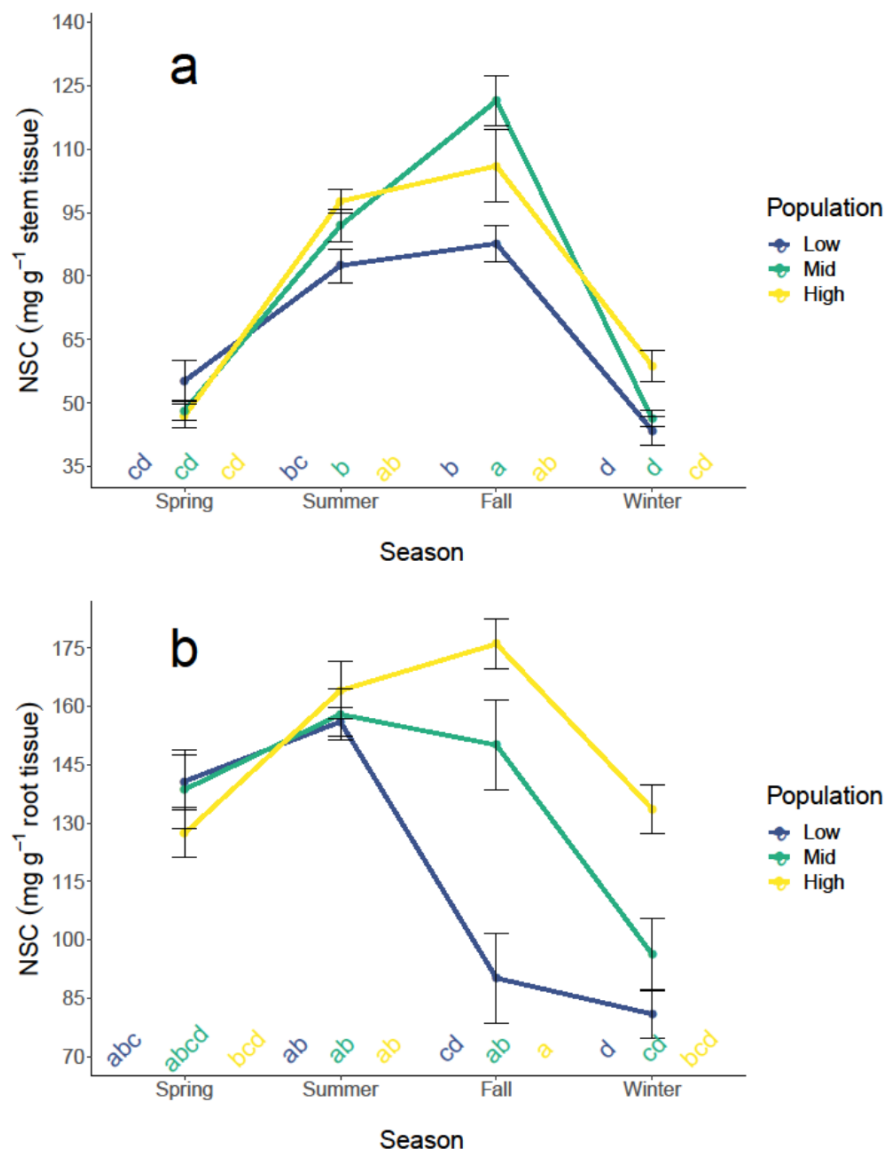 140
125
110
95
80
65
50
35
NSC (mg g⁻¹ stem tissue)
a
cd cd cd bc b ab b a ab d d cd
Spring Summer Fall Winter
Season
Population
Low
Mid
High
175
160
145
130
115
100
85
70
NSC (mg g⁻¹ root tissue)
b
abc abcd bcd ab ab ab cd ab a d cd bcd
Spring Summer Fall Winter
Season
Population
Low
Mid
High